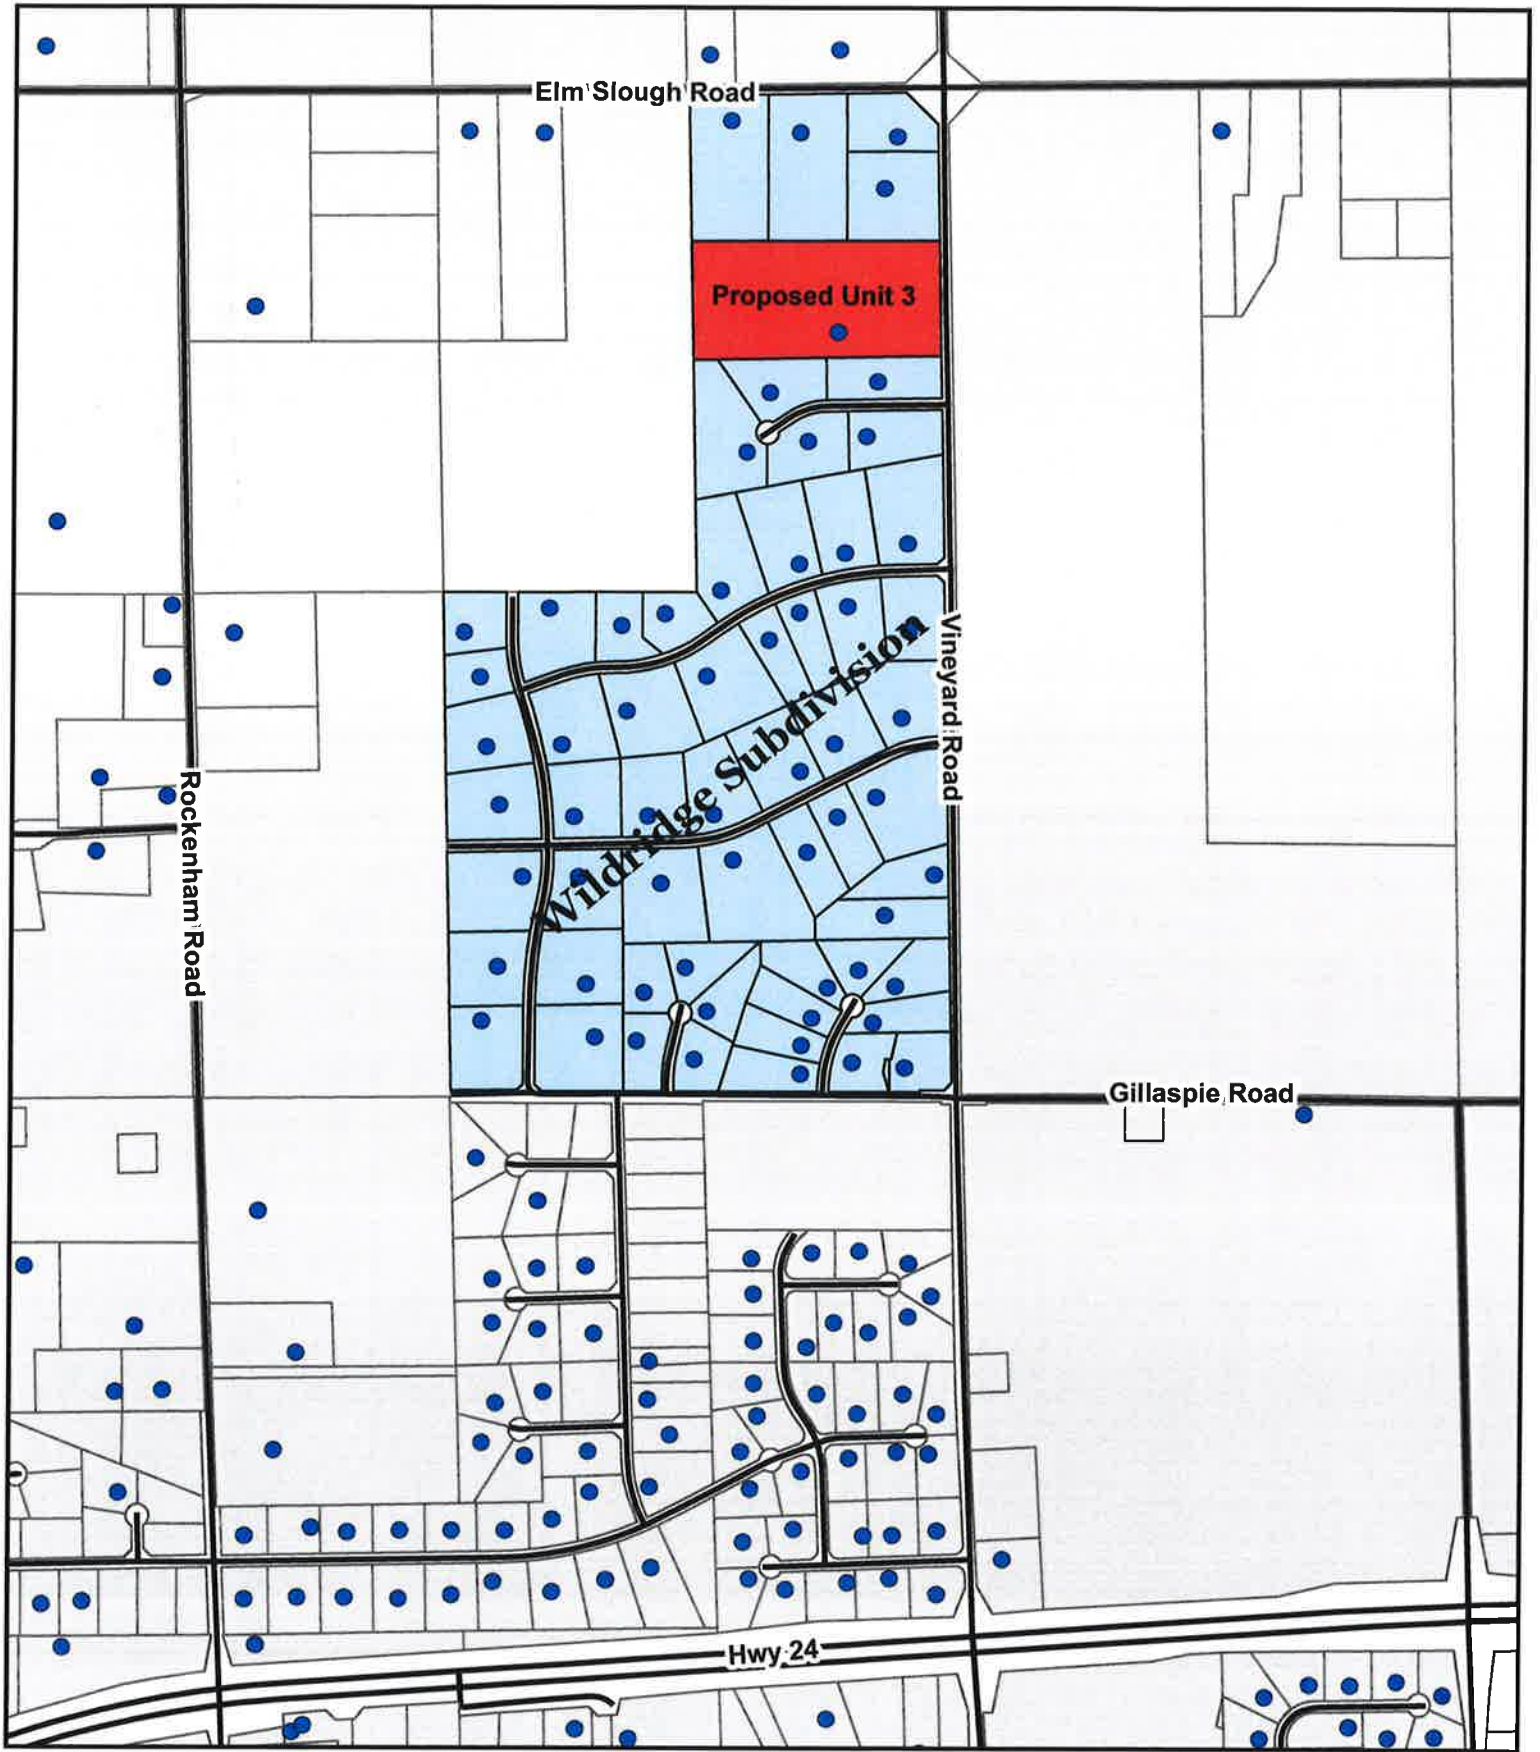 Elm Slough Road
Proposed Unit 3
Wildridge Subdivision
Vineyard Road
Rockenham Road
Gillaspie Road
Hwy 24